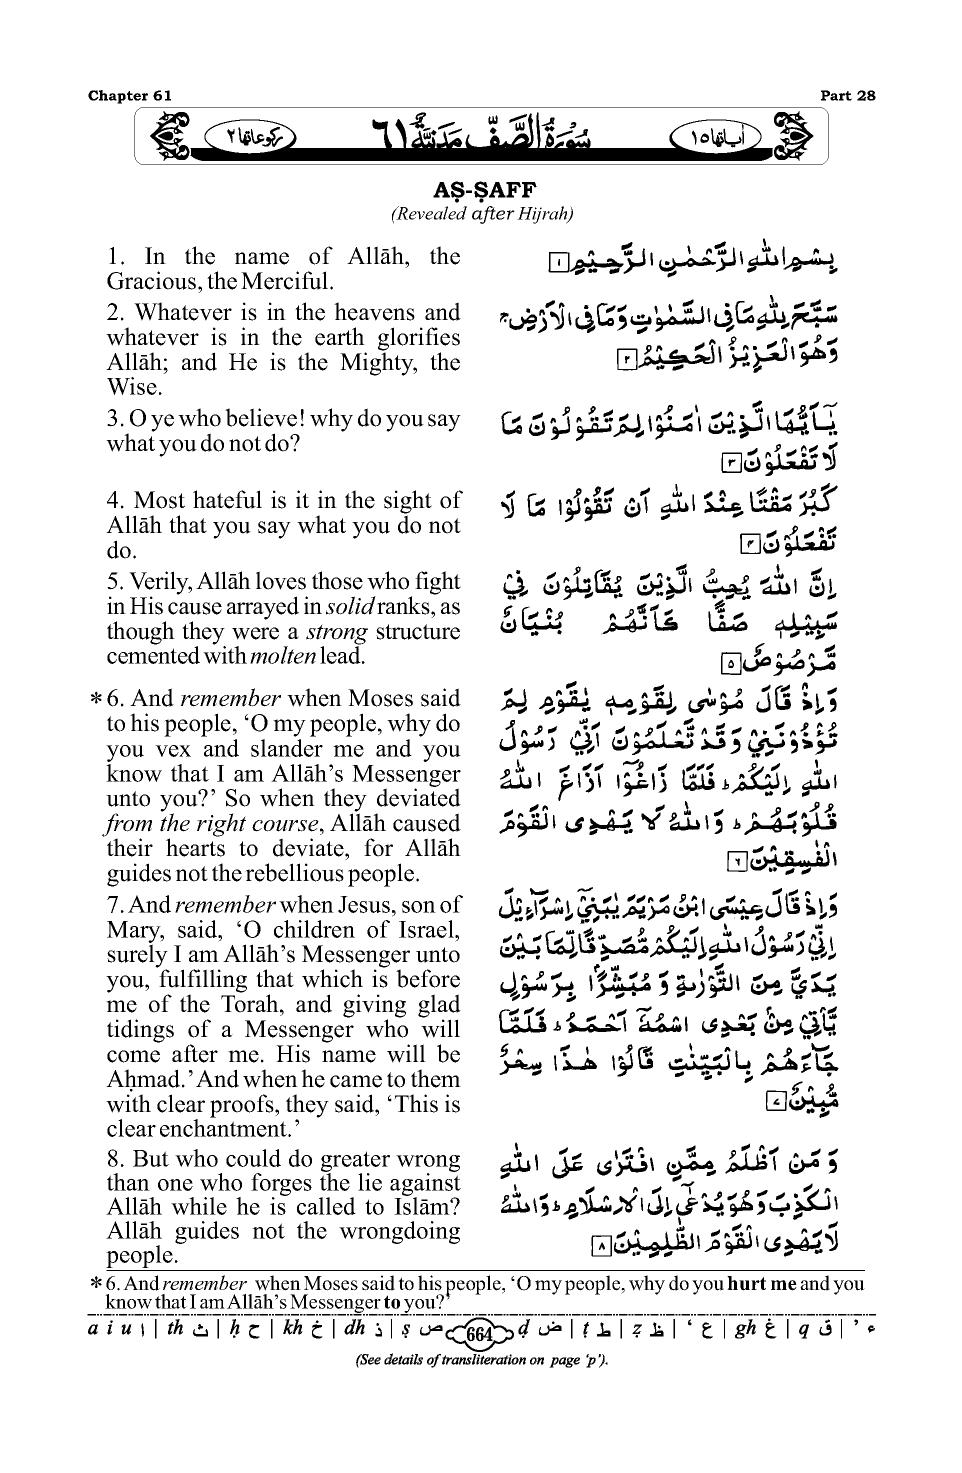 Chapter 61
Part 28
رکوعاتها ٢
سُوْرَةُ الصَّفِّ مَدَنِيَّةٌ ٦١
اٰیاتها ١٥
AṢ-ṢAFF
(Revealed after Hijrah)
1. In the name of Allāh, the
Gracious, the Merciful.
2. Whatever is in the heavens and
whatever is in the earth glorifies
Allāh; and He is the Mighty, the
Wise.
3. O ye who believe! why do you say
what you do not do?
4. Most hateful is it in the sight of
Allāh that you say what you do not
do.
5. Verily, Allāh loves those who fight
in His cause arrayed in solid ranks, as
though they were a strong structure
cemented with molten lead.
*6. And remember when Moses said
to his people, ‘O my people, why do
you vex and slander me and you
know that I am Allāh’s Messenger
unto you?’ So when they deviated
from the right course, Allāh caused
their hearts to deviate, for Allāh
guides not the rebellious people.
7. And remember when Jesus, son of
Mary, said, ‘O children of Israel,
surely I am Allāh’s Messenger unto
you, fulfilling that which is before
me of the Torah, and giving glad
tidings of a Messenger who will
come after me. His name will be
Aḥmad.’ And when he came to them
with clear proofs, they said, ‘This is
clear enchantment.’
8. But who could do greater wrong
than one who forges the lie against
Allāh while he is called to Islām?
Allāh guides not the wrongdoing
people.
بِسْمِ اللّٰهِ الرَّحْمٰنِ الرَّحِيْمِ ١
سَبَّحَ لِلّٰهِ مَا فِى السَّمٰوٰتِ وَمَا فِى الْاَرْضِ ۚ
وَهُوَ الْعَزِيْزُ الْحَكِيْمُ ٢
يٰۤاَيُّهَا الَّذِيْنَ اٰمَنُوْا لِمَ تَقُوْلُوْنَ مَا
لَا تَفْعَلُوْنَ ٣
كَبُرَ مَقْتًا عِنْدَ اللّٰهِ اَنْ تَقُوْلُوْا مَا لَا
تَفْعَلُوْنَ ٤
اِنَّ اللّٰهَ يُحِبُّ الَّذِيْنَ يُقَاتِلُوْنَ فِيْ
سَبِيْلِهٖ صَفًّا كَاَنَّهُمْ بُنْيَانٌ
مَّرْصُوْصٌ ٥
وَاِذْ قَالَ مُوْسٰى لِقَوْمِهٖ يٰقَوْمِ لِمَ
تُؤْذُوْنَنِيْ وَقَدْ تَّعْلَمُوْنَ اَنِّيْ رَسُوْلُ
اللّٰهِ اِلَيْكُمْ ؕ فَلَمَّا زَاغُوْۤا اَزَاغَ اللّٰهُ
قُلُوْبَهُمْ ؕ وَاللّٰهُ لَا يَهْدِى الْقَوْمَ
الْفٰسِقِيْنَ ٦
وَاِذْ قَالَ عِيْسَى ابْنُ مَرْيَمَ يٰبَنِيْۤ اِسْرَآءِيْلَ
اِنِّيْ رَسُوْلُ اللّٰهِ اِلَيْكُمْ مُّصَدِّقًا لِّمَا بَيْنَ
يَدَيَّ مِنَ التَّوْرٰىةِ وَ مُبَشِّرًۢا بِرَسُوْلٍ
يَّاْتِيْ مِنْۢ بَعْدِى اسْمُهٗۤ اَحْمَدُ ؕ فَلَمَّا
جَآءَهُمْ بِالْبَيِّنٰتِ قَالُوْا هٰذَا سِحْرٌ
مُّبِيْنٌ ٧
وَ مَنْ اَظْلَمُ مِمَّنِ افْتَرٰى عَلَى اللّٰهِ
الْكَذِبَ وَهُوَ يُدْعٰۤى اِلَى الْاِسْلَامِ ؕ وَاللّٰهُ
لَا يَهْدِى الْقَوْمَ الظّٰلِمِيْنَ ٨
*6. And remember when Moses said to his people, ‘O my people, why do you hurt me and you
know that I am Allāh’s Messenger to you?’
a i u ا | th ث | ḥ ح | kh خ | dh ذ | ṣ ص 664 ḍ ض | ṭ ط | ẓ ظ | ‘ ع | gh غ | q ق | ’ ء
(See details of transliteration on page ‘p’).